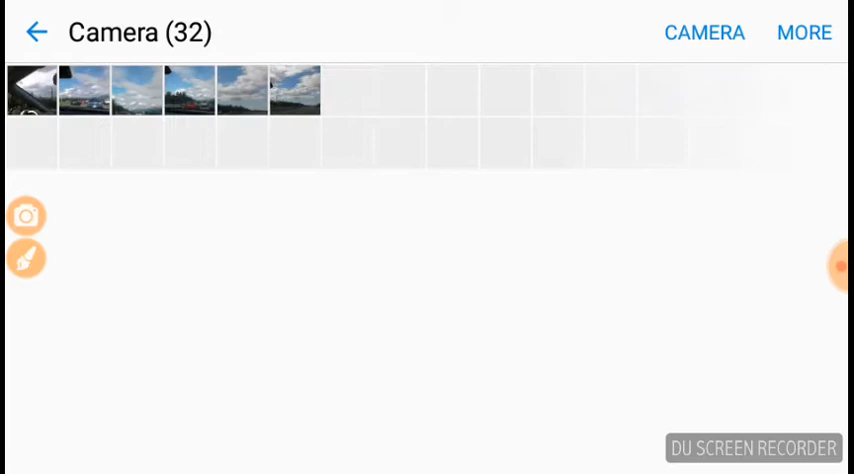 Camera (32)
CAMERA
MORE
DU SCREEN RECORDER